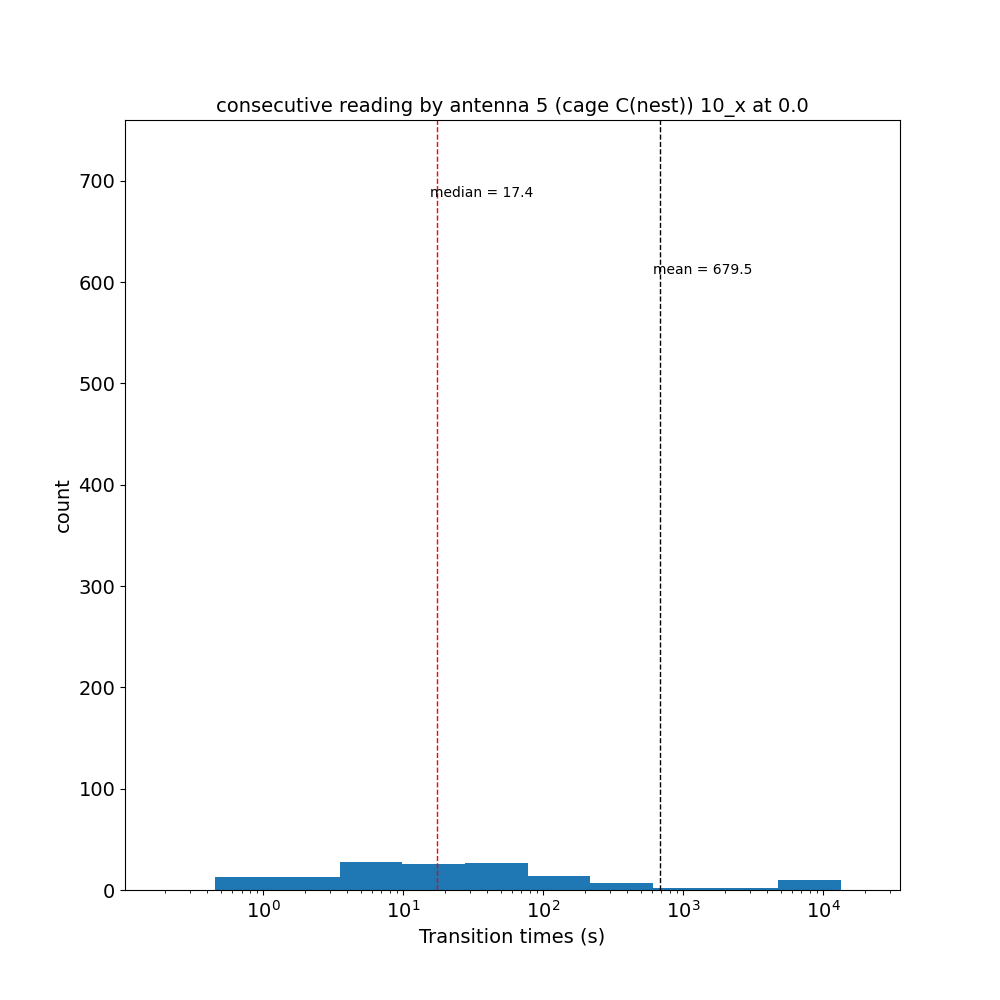 consecutive reading by antenna 5 (cage C(nest)) 10_x at 0.0
700
median = 17.4
mean = 679.5
600
500
count
400
300
200
100
0
10⁰ 10¹ 10² 10³ 10⁴
Transition times (s)